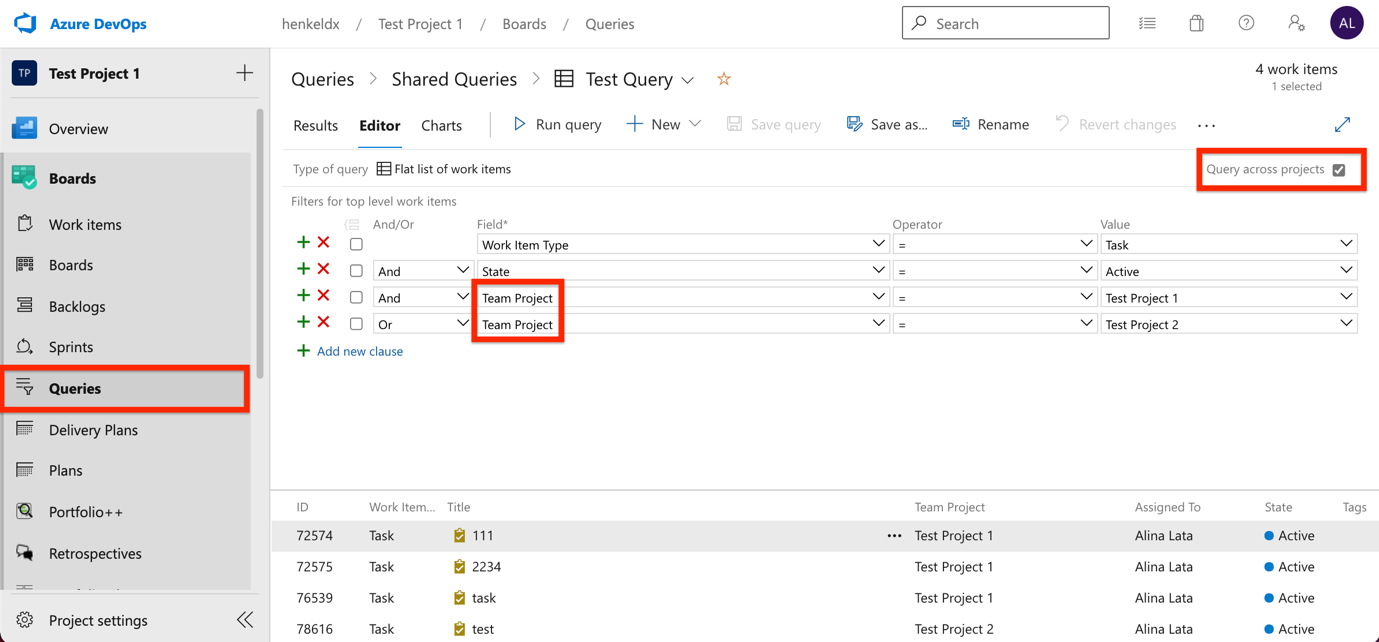 Azure DevOps henkeldx / Test Project 1 / Boards / Queries Search AL
TP Test Project 1
Overview
Boards
Work items
Boards
Backlogs
Sprints
Queries
Delivery Plans
Plans
Portfolio++
Retrospectives
Project settings
Queries > Shared Queries > Test Query
4 work items
1 selected
Results Editor Charts Run query New Save query Save as... Rename Revert changes ...
Type of query Flat list of work items Query across projects
Filters for top level work items
And/Or Field* Operator Value
Work Item Type = Task
And State = Active
And Team Project = Test Project 1
Or Team Project = Test Project 2
Add new clause
ID Work Item... Title Team Project Assigned To State Tags
72574 Task 111 ... Test Project 1 Alina Lata Active
72575 Task 2234 Test Project 1 Alina Lata Active
76539 Task task Test Project 1 Alina Lata Active
78616 Task test Test Project 2 Alina Lata Active